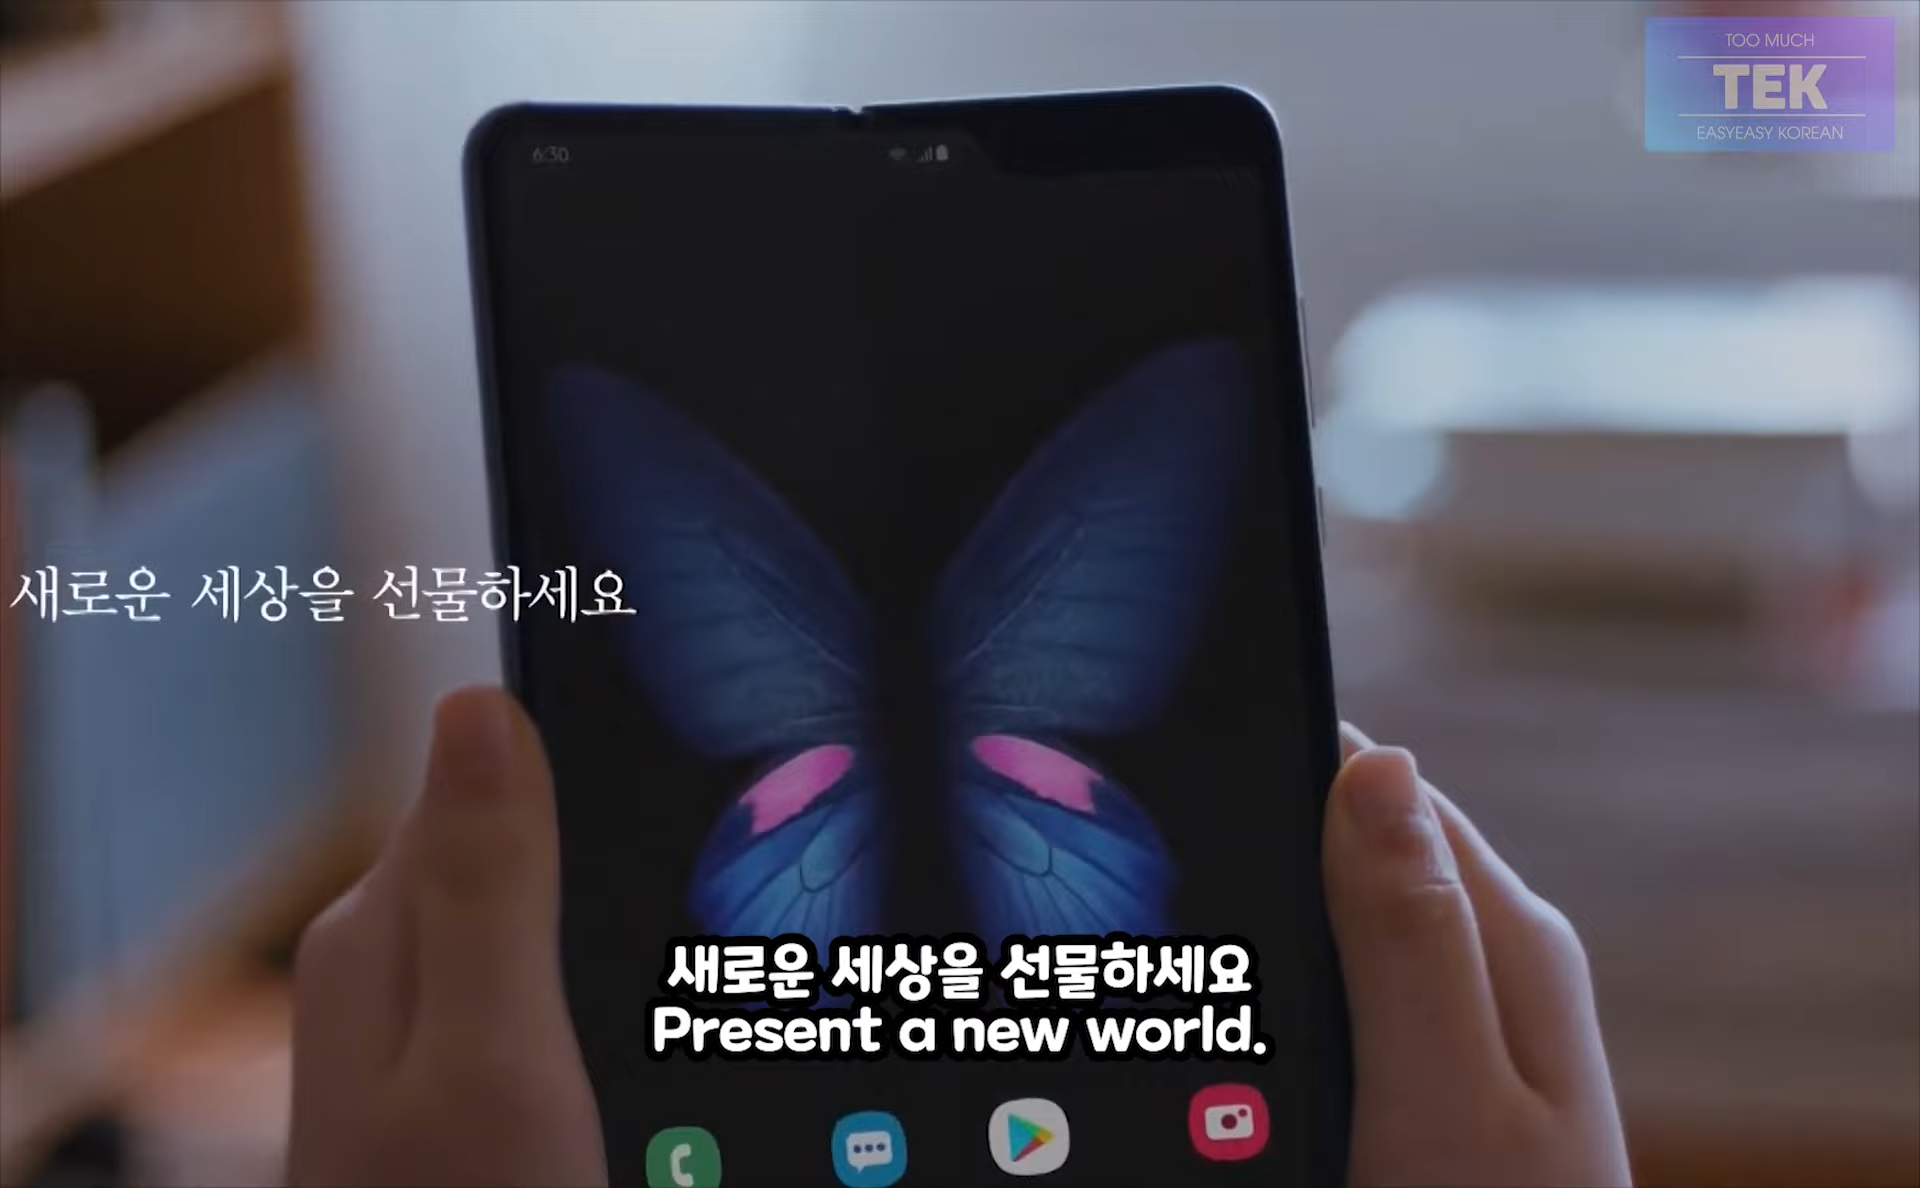 TOO MUCH
TEK
EASYEASY KOREAN
6:30
새로운 세상을 선물하세요
새로운 세상을 선물하세요
Present a new world.